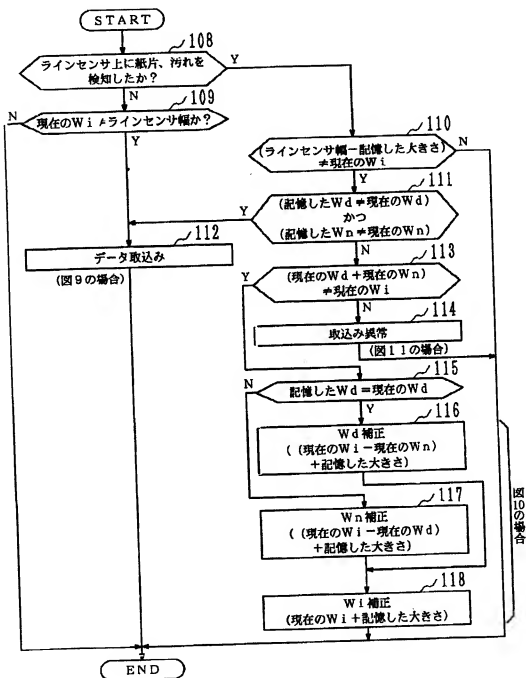 START
108
ラインセンサ上に紙片、汚れを
検知したか？
Y
N
109
N
現在のWi≠ラインセンサ幅か？
Y
110
(ラインセンサ幅−記憶した大きさ)
≠現在のWi
N
Y
111
Y
(記憶したWd≠現在のWd)
かつ
(記憶したWn≠現在のWn)
N
112
データ取込み
(図9の場合)
113
(現在のWd+現在のWn)
≠現在のWi
Y
N
114
取込み異常
(図11の場合)
115
N
記憶したWd=現在のWd
Y
116
Wd補正
((現在のWi−現在のWn)
+記憶した大きさ)
117
Wn補正
((現在のWi−現在のWd)
+記憶した大きさ)
図10の場合
118
Wi補正
(現在のWi+記憶した大きさ)
END